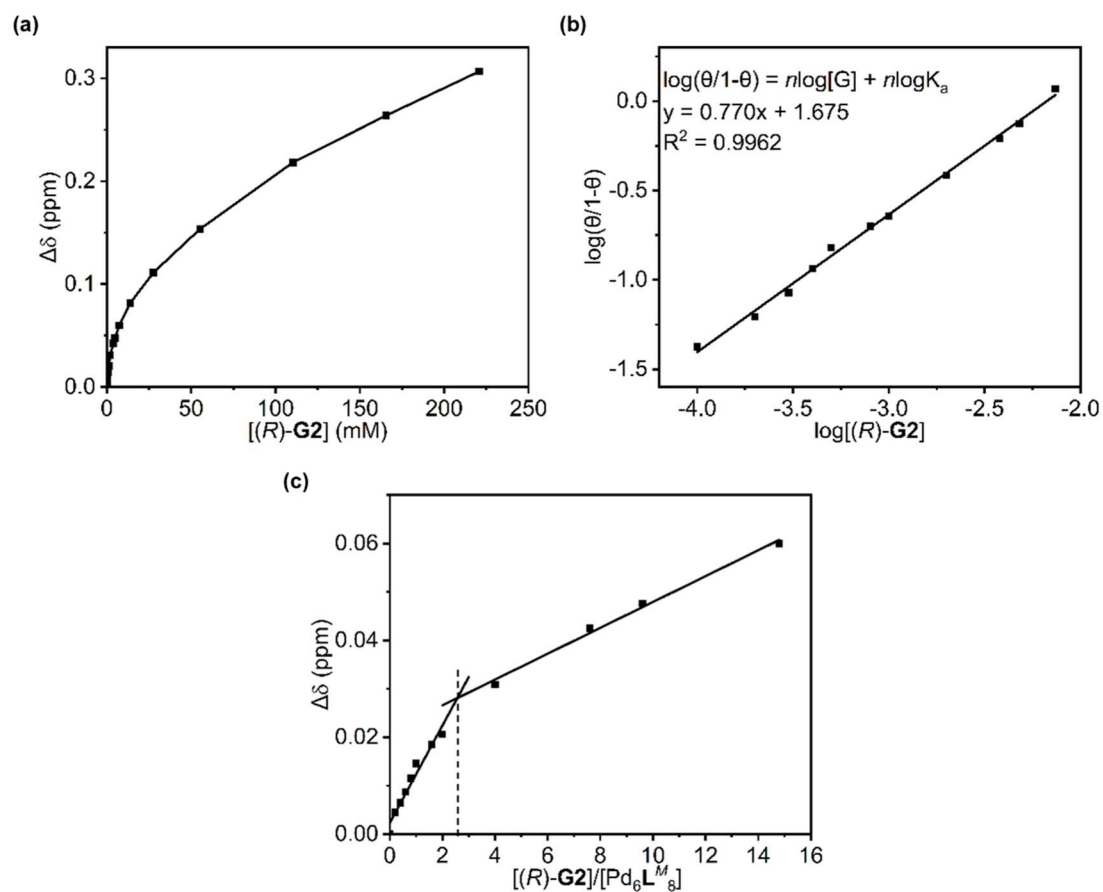 (a)
0.3
0.2
0.1
0.0
Δδ (ppm)
0 50 100 150 200 250
[(R)-G2] (mM)
(b)
log(θ/1-θ) = nlog[G] + nlogKₐ
y = 0.770x + 1.675
R² = 0.9962
0.0
-0.5
-1.0
-1.5
log(θ/1-θ)
-4.0 -3.5 -3.0 -2.5 -2.0
log[(R)-G2]
(c)
0.06
0.04
0.02
0.00
Δδ (ppm)
0 2 4 6 8 10 12 14 16
[(R)-G2]/[Pd₆Lᴹ₈]